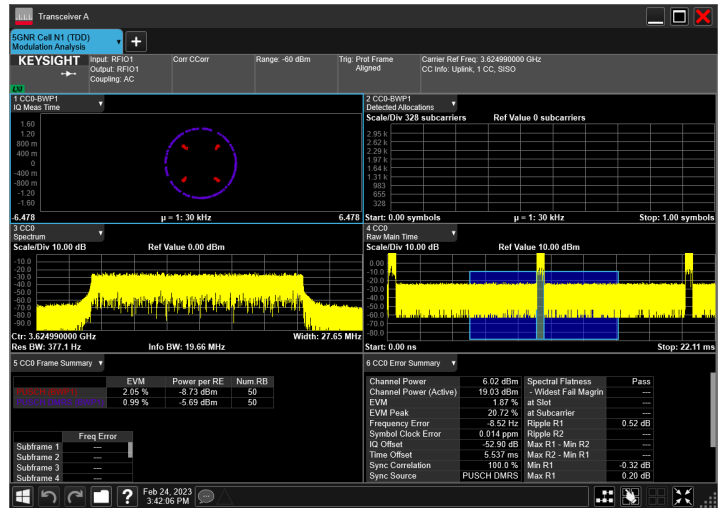 Transceiver A
5GNR Cell N1 (TDD)
Modulation Analysis
KEYSIGHT
LXI
Input: RFIO1
Output: RFIO1
Coupling: AC
Corr CCorr
Range: -60 dBm
Trig: Prot Frame
Aligned
Carrier Ref Freq: 3.624990000 GHz
CC Info: Uplink, 1 CC, SISO
1 CC0-BWP1
IQ Meas Time
1.60
1.20
800 m
400 m
0
-400 m
-800 m
-1.20
-1.60
-6.478 µ = 1: 30 kHz 6.478
2 CC0-BWP1
Detected Allocations
Scale/Div 328 subcarriers Ref Value 0 subcarriers
2.95 k
2.62 k
2.29 k
1.97 k
1.64 k
1.31 k
983
655
328
Start: 0.00 symbols µ = 1: 30 kHz Stop: 1.00 symbols
3 CC0
Spectrum
Scale/Div 10.00 dB Ref Value 0.00 dBm
-10.0
-20.0
-30.0
-40.0
-50.0
-60.0
-70.0
-90.0
Ctr: 3.624990000 GHz Width: 27.65 MHz
Res BW: 377.1 Hz Info BW: 19.66 MHz
4 CC0
Raw Main Time
Scale/Div 10.00 dB Ref Value 10.00 dBm
0.00
-10.0
-20.0
-30.0
-40.0
-50.0
-60.0
-70.0
-80.0
Start: 0.00 ns Stop: 22.11 ms
5 CC0 Frame Summary
EVM Power per RE Num.RB
PUSCH (BWP1) 2.05 % -8.73 dBm 50
0.99 % -5.69 dBm 50
Freq Error
Subframe 1 ---
Subframe 2 ---
Subframe 3 ---
Subframe 4 ---
6 CC0 Error Summary
Channel Power 6.02 dBm Spectral Flatness Pass
Channel Power (Active) 19.03 dBm - Widest Fail Magrin ---
EVM 1.87 % at Slot ---
EVM Peak 20.72 % at Subcarrier ---
Frequency Error -8.52 Hz Ripple R1 0.52 dB
Symbol Clock Error 0.014 ppm Ripple R2 ---
IQ Offset -52.90 dB Max R1 - Min R2 ---
Time Offset 5.537 ms Max R2 - Min R1 ---
Sync Correlation 100.0 % Min R1 -0.32 dB
Sync Source PUSCH DMRS Max R1 0.20 dB
Feb 24, 2023
3:42:06 PM